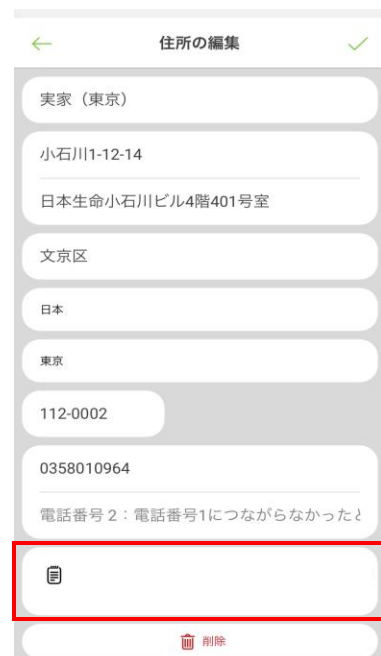 住所の編集
実家（東京）
小石川1-12-14
日本生命小石川ビル4階401号室
文京区
日本
東京
112-0002
0358010964
電話番号２：電話番号1につながらなかったと
削除